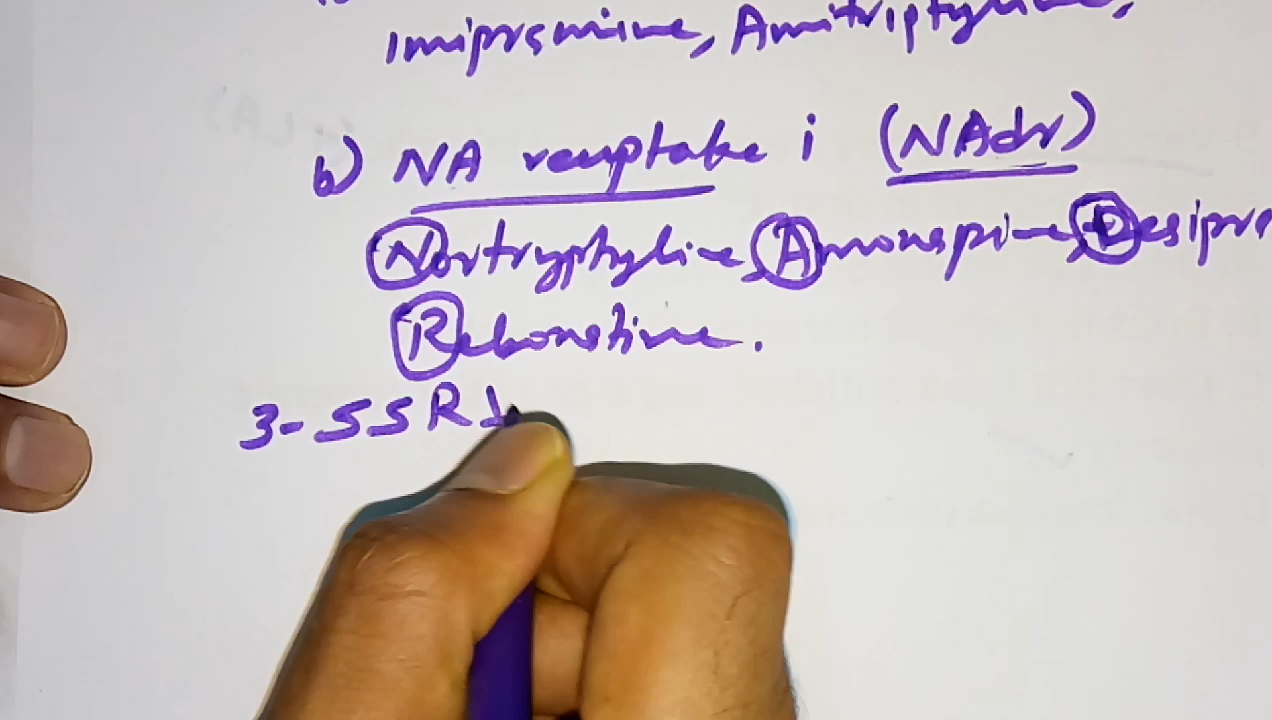 Imipramine, Amitriptyline,
b) NA reuptake i (NAdr)
Nortryptyline, Amoxapine, Desipra
Reboxetine.
3- SSRI